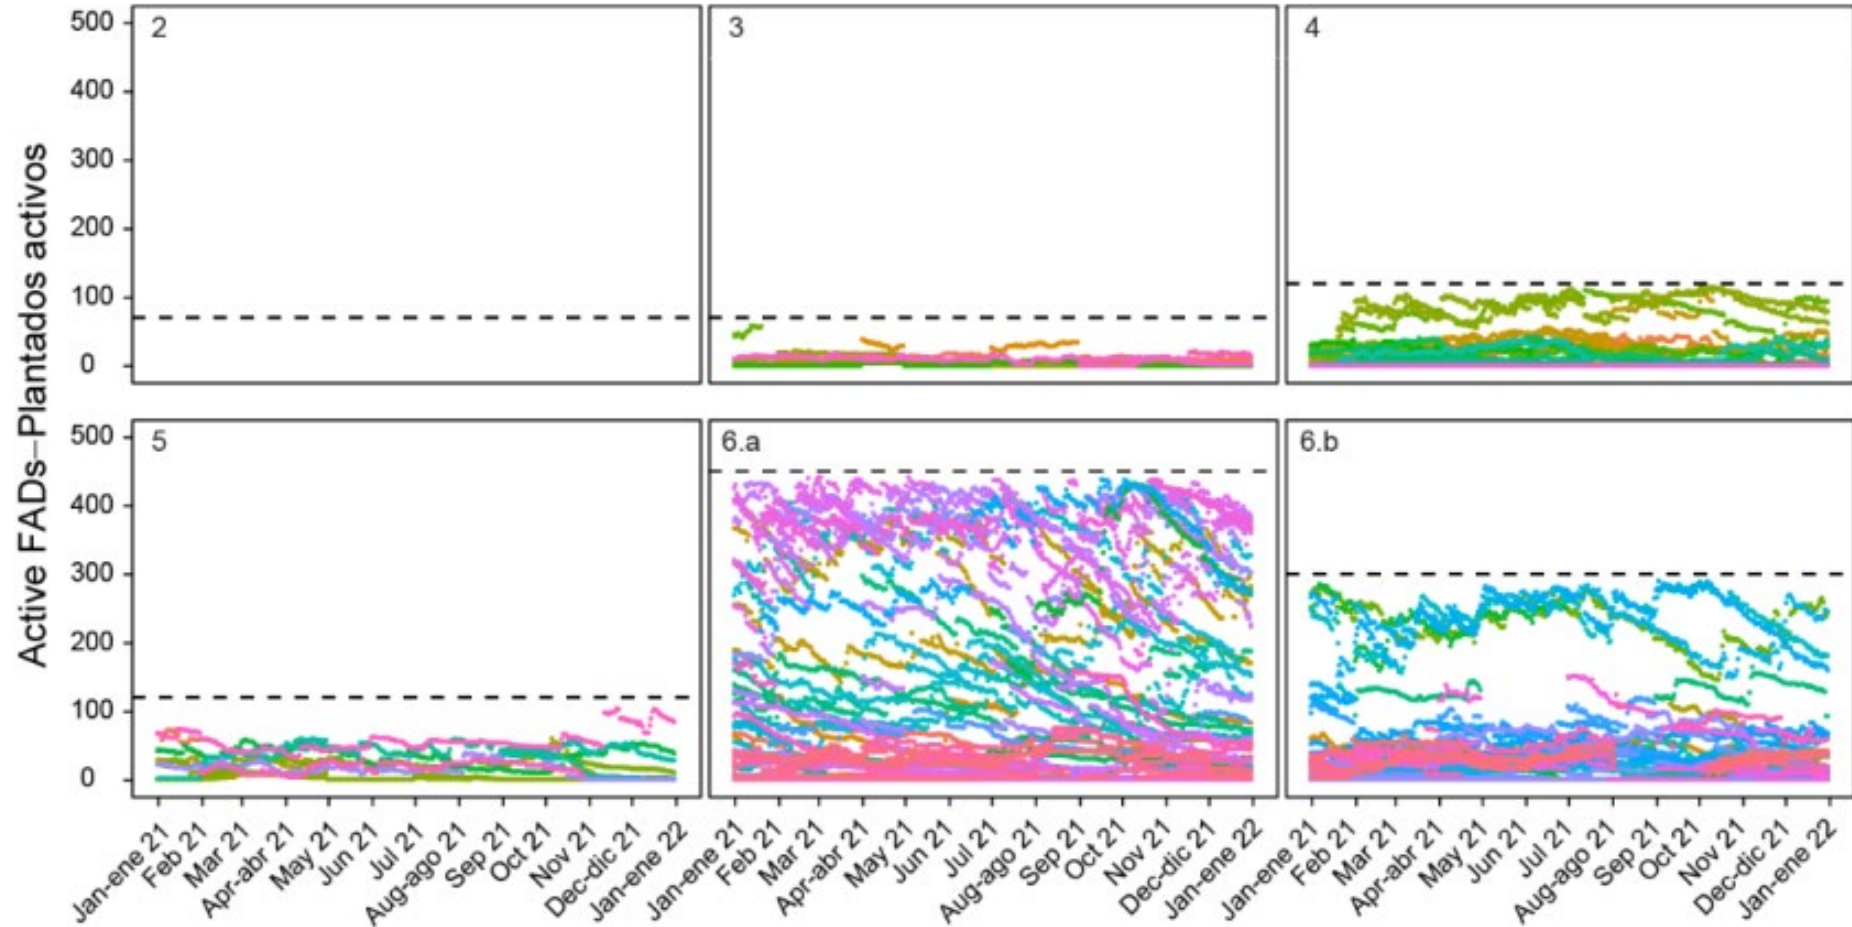 Active FADs–Plantados activos
500
400
300
200
100
0
2
3
4
500
400
300
200
100
0
5
6.a
6.b
Jan-ene 21
Feb 21
Mar 21
Apr-abr 21
May 21
Jun 21
Jul 21
Aug-ago 21
Sep 21
Oct 21
Nov 21
Dec-dic 21
Jan-ene 22
Jan-ene 21
Feb 21
Mar 21
Apr-abr 21
May 21
Jun 21
Jul 21
Aug-ago 21
Sep 21
Oct 21
Nov 21
Dec-dic 21
Jan-ene 22
Jan-ene 21
Feb 21
Mar 21
Apr-abr 21
May 21
Jun 21
Jul 21
Aug-ago 21
Sep 21
Oct 21
Nov 21
Dec-dic 21
Jan-ene 22